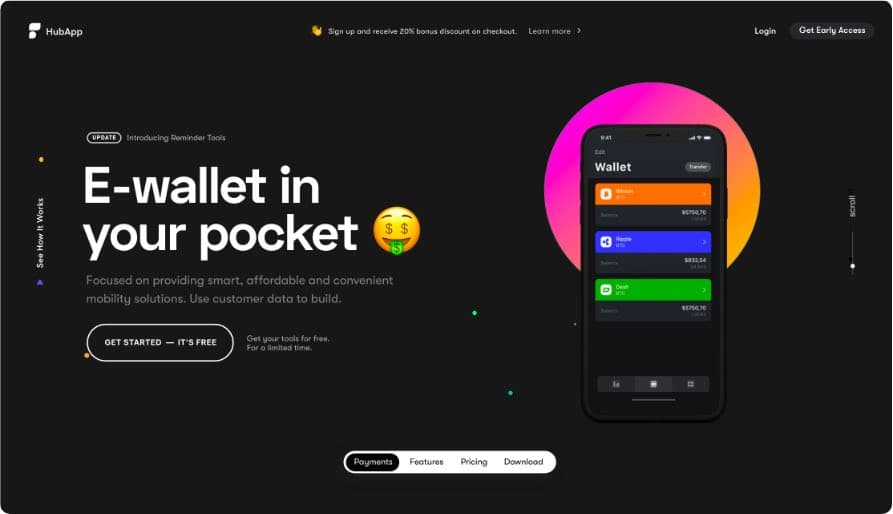 HubApp
👋 Sign up and receive 20% bonus discount on checkout. Learn more >
Login
Get Early Access
UPDATE Introducing Reminder Tools
E-wallet in
your pocket 🤑
Focused on providing smart, affordable and convenient
mobility solutions. Use customer data to build.
GET STARTED — IT'S FREE
Get your tools for free.
For a limited time.
See How It Works
9:41
Edit
Wallet
Transfer
Bitcoin
BTC
Balance
$5750,70
Ripple
BTC
Balance
$932,54
Dash
BTC
Balance
$5750,70
scroll
Payments Features Pricing Download